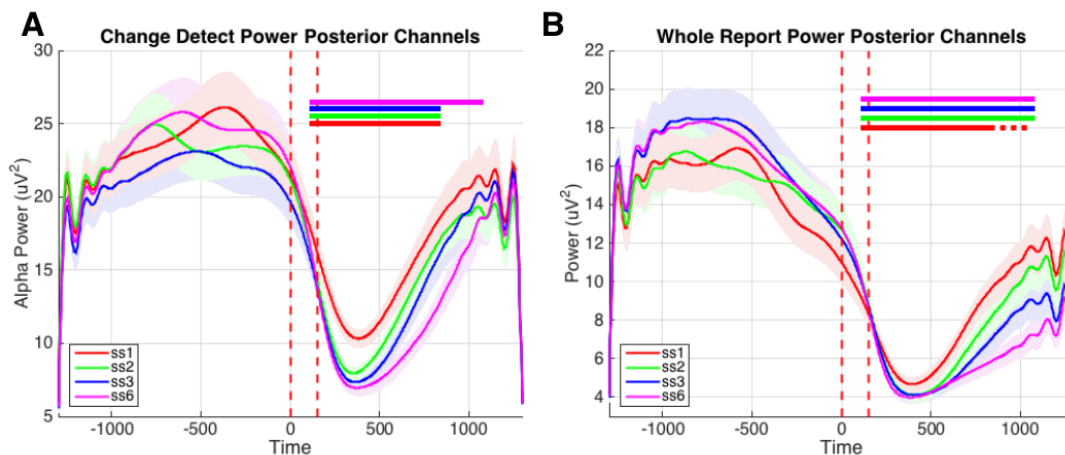 A
Change Detect Power Posterior Channels
30
25
20
15
10
5
Alpha Power (uV²)
-1000
-500
0
500
1000
Time
ss1
ss2
ss3
ss6
B
Whole Report Power Posterior Channels
22
20
18
16
14
12
10
8
6
4
Power (uV²)
-1000
-500
0
500
1000
Time
ss1
ss2
ss3
ss6